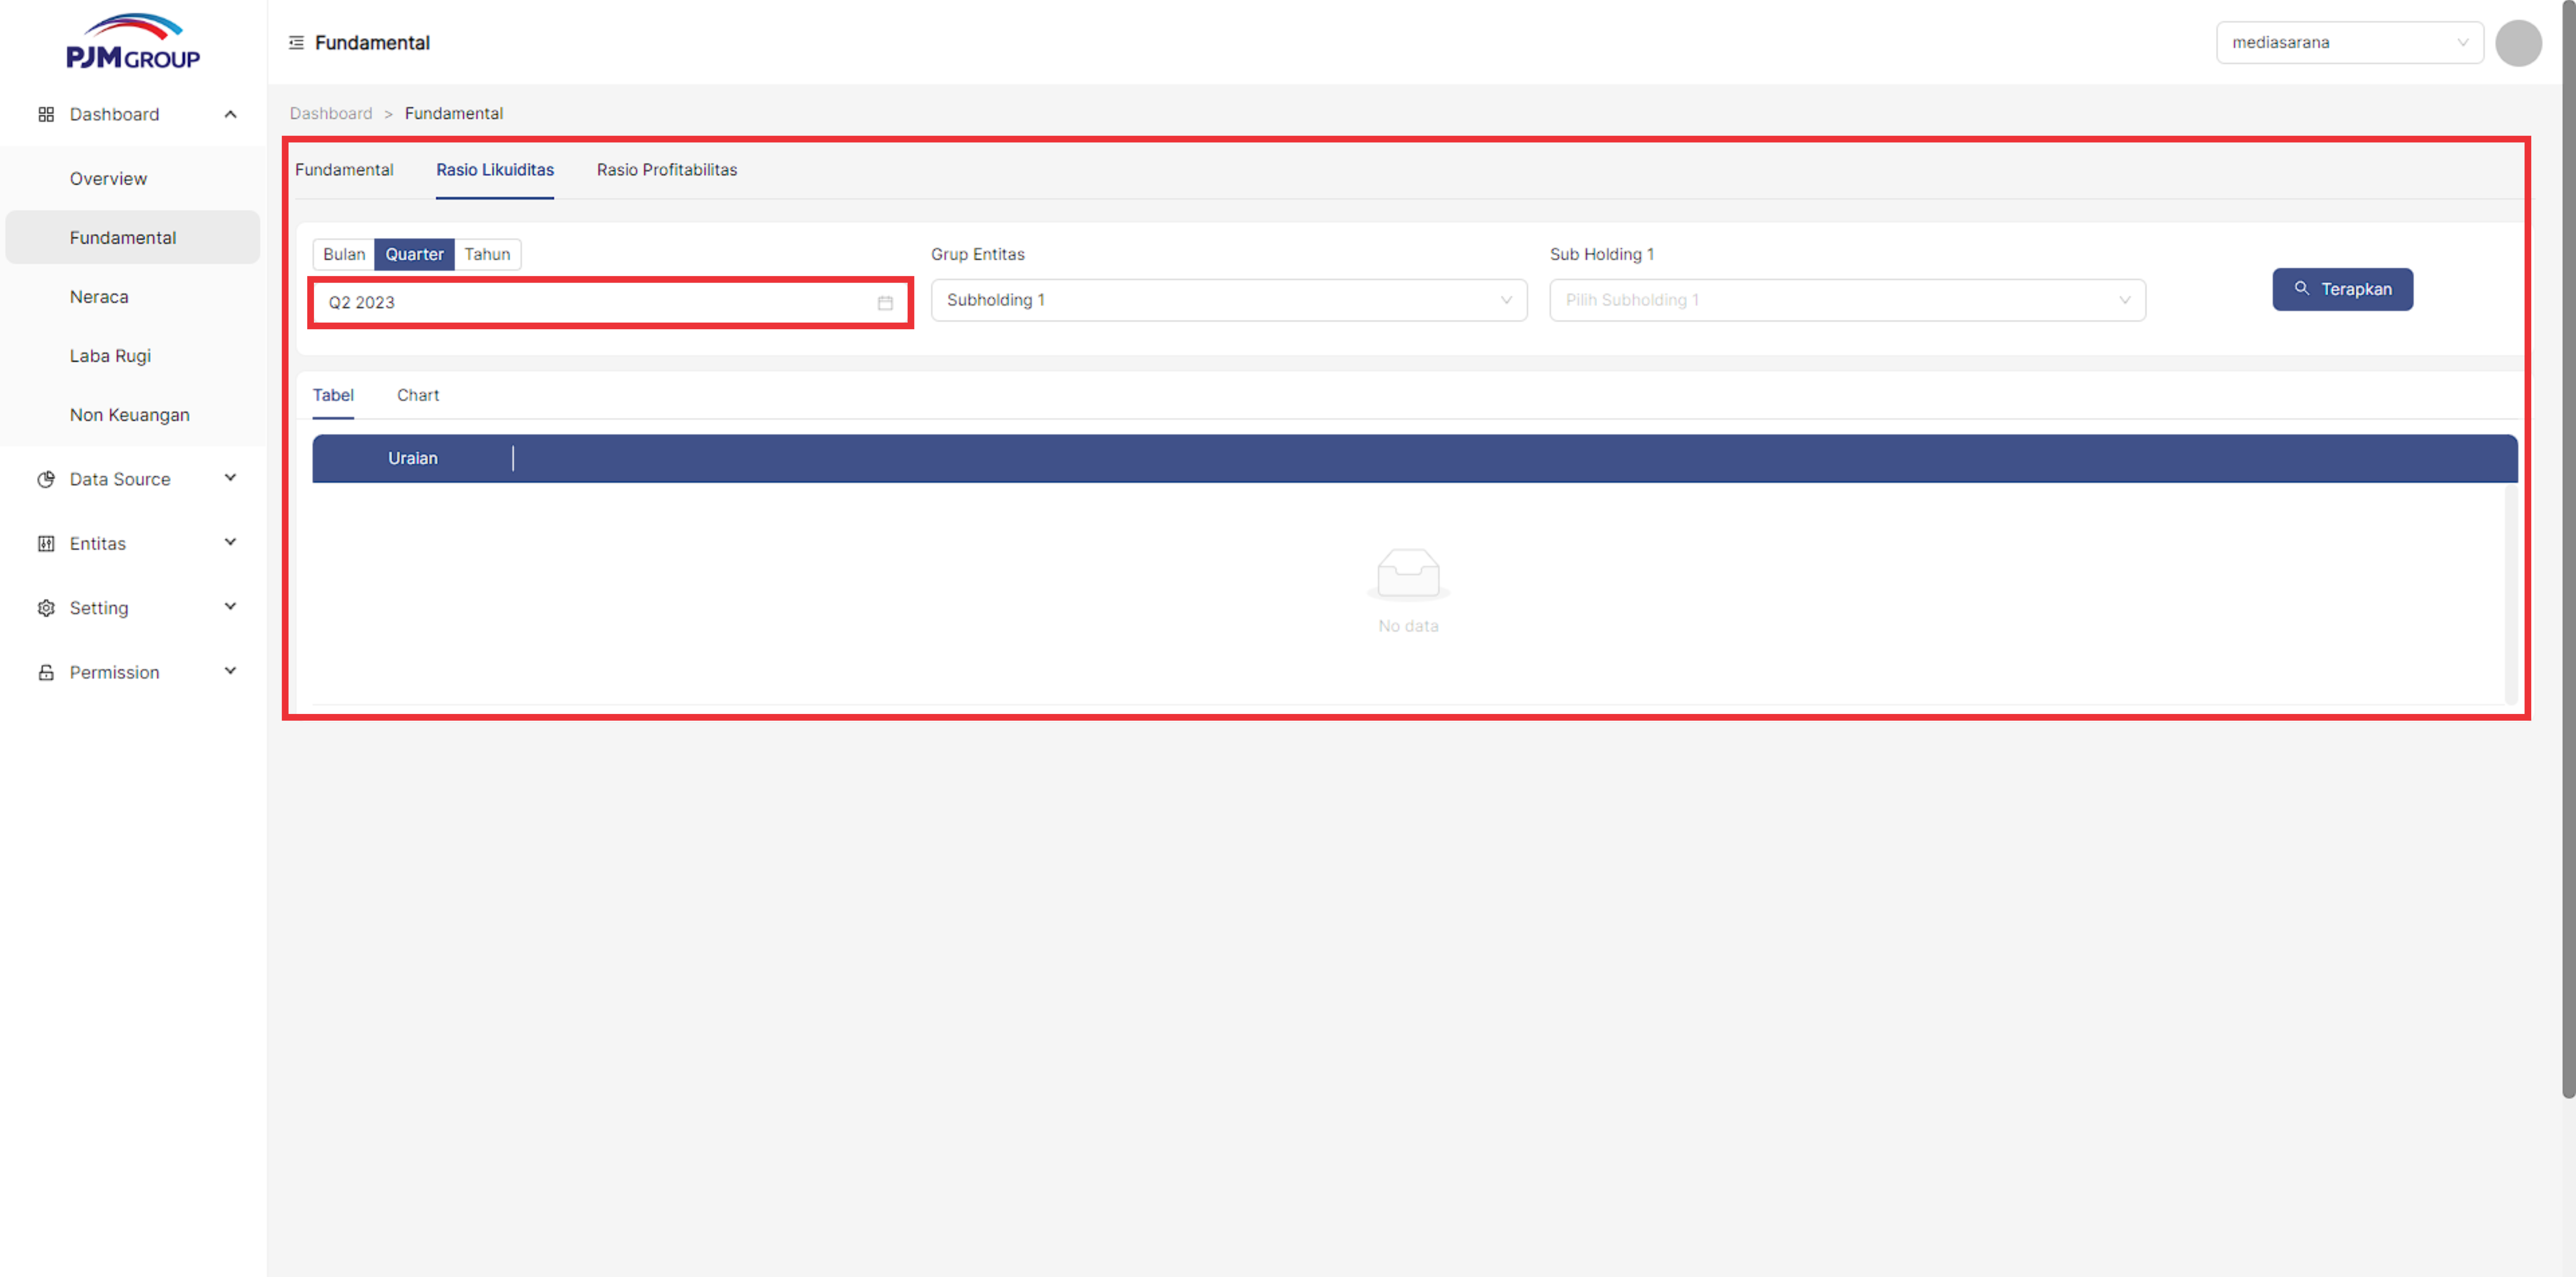 PJM GROUP
Fundamental
mediasarana
Dashboard
Overview
Fundamental
Neraca
Laba Rugi
Non Keuangan
Data Source
Entitas
Setting
Permission
Dashboard > Fundamental
Fundamental Rasio Likuiditas Rasio Profitabilitas
Bulan Quarter Tahun
Q2 2023
Grup Entitas
Subholding 1
Sub Holding 1
Pilih Subholding 1
Terapkan
Tabel Chart
Uraian
No data